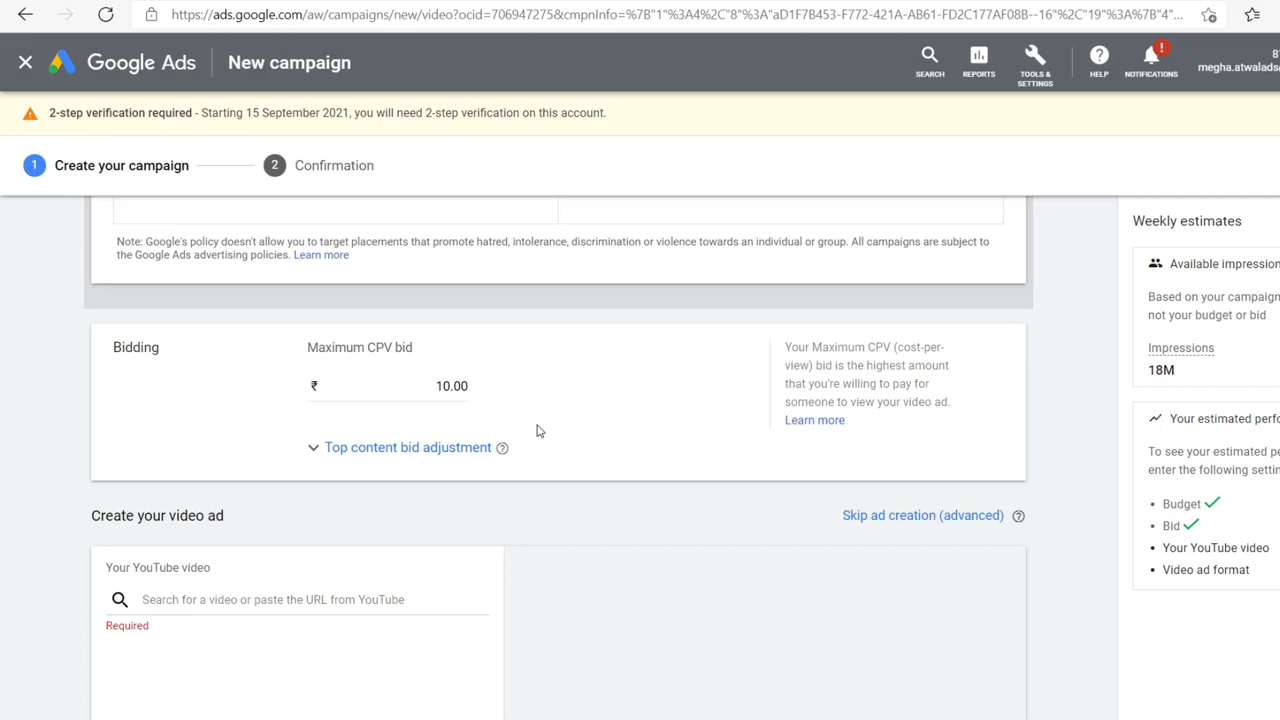 https://ads.google.com/aw/campaigns/new/video?ocid=706947275&cmpnInfo=%7B"1"%3A4%2C"8"%3A"aD1F7B453-F772-421A-AB61-FD2C177AF08B--16"%2C"19"%3A%7B"4"...
Google Ads
New campaign
SEARCH
REPORTS
TOOLS &
SETTINGS
HELP
NOTIFICATIONS
!
megha.atwalads
2-step verification required - Starting 15 September 2021, you will need 2-step verification on this account.
1 Create your campaign
2 Confirmation
Note: Google's policy doesn't allow you to target placements that promote hatred, intolerance, discrimination or violence towards an individual or group. All campaigns are subject to
the Google Ads advertising policies. Learn more
Bidding
Maximum CPV bid
₹ 10.00
Top content bid adjustment ?
Your Maximum CPV (cost-per-
view) bid is the highest amount
that you're willing to pay for
someone to view your video ad.
Learn more
Create your video ad
Skip ad creation (advanced) ?
Your YouTube video
Search for a video or paste the URL from YouTube
Required
Weekly estimates
Available impression
Based on your campaign
not your budget or bid
Impressions
18M
Your estimated perf
To see your estimated pe
enter the following settin
• Budget
• Bid
• Your YouTube video
• Video ad format